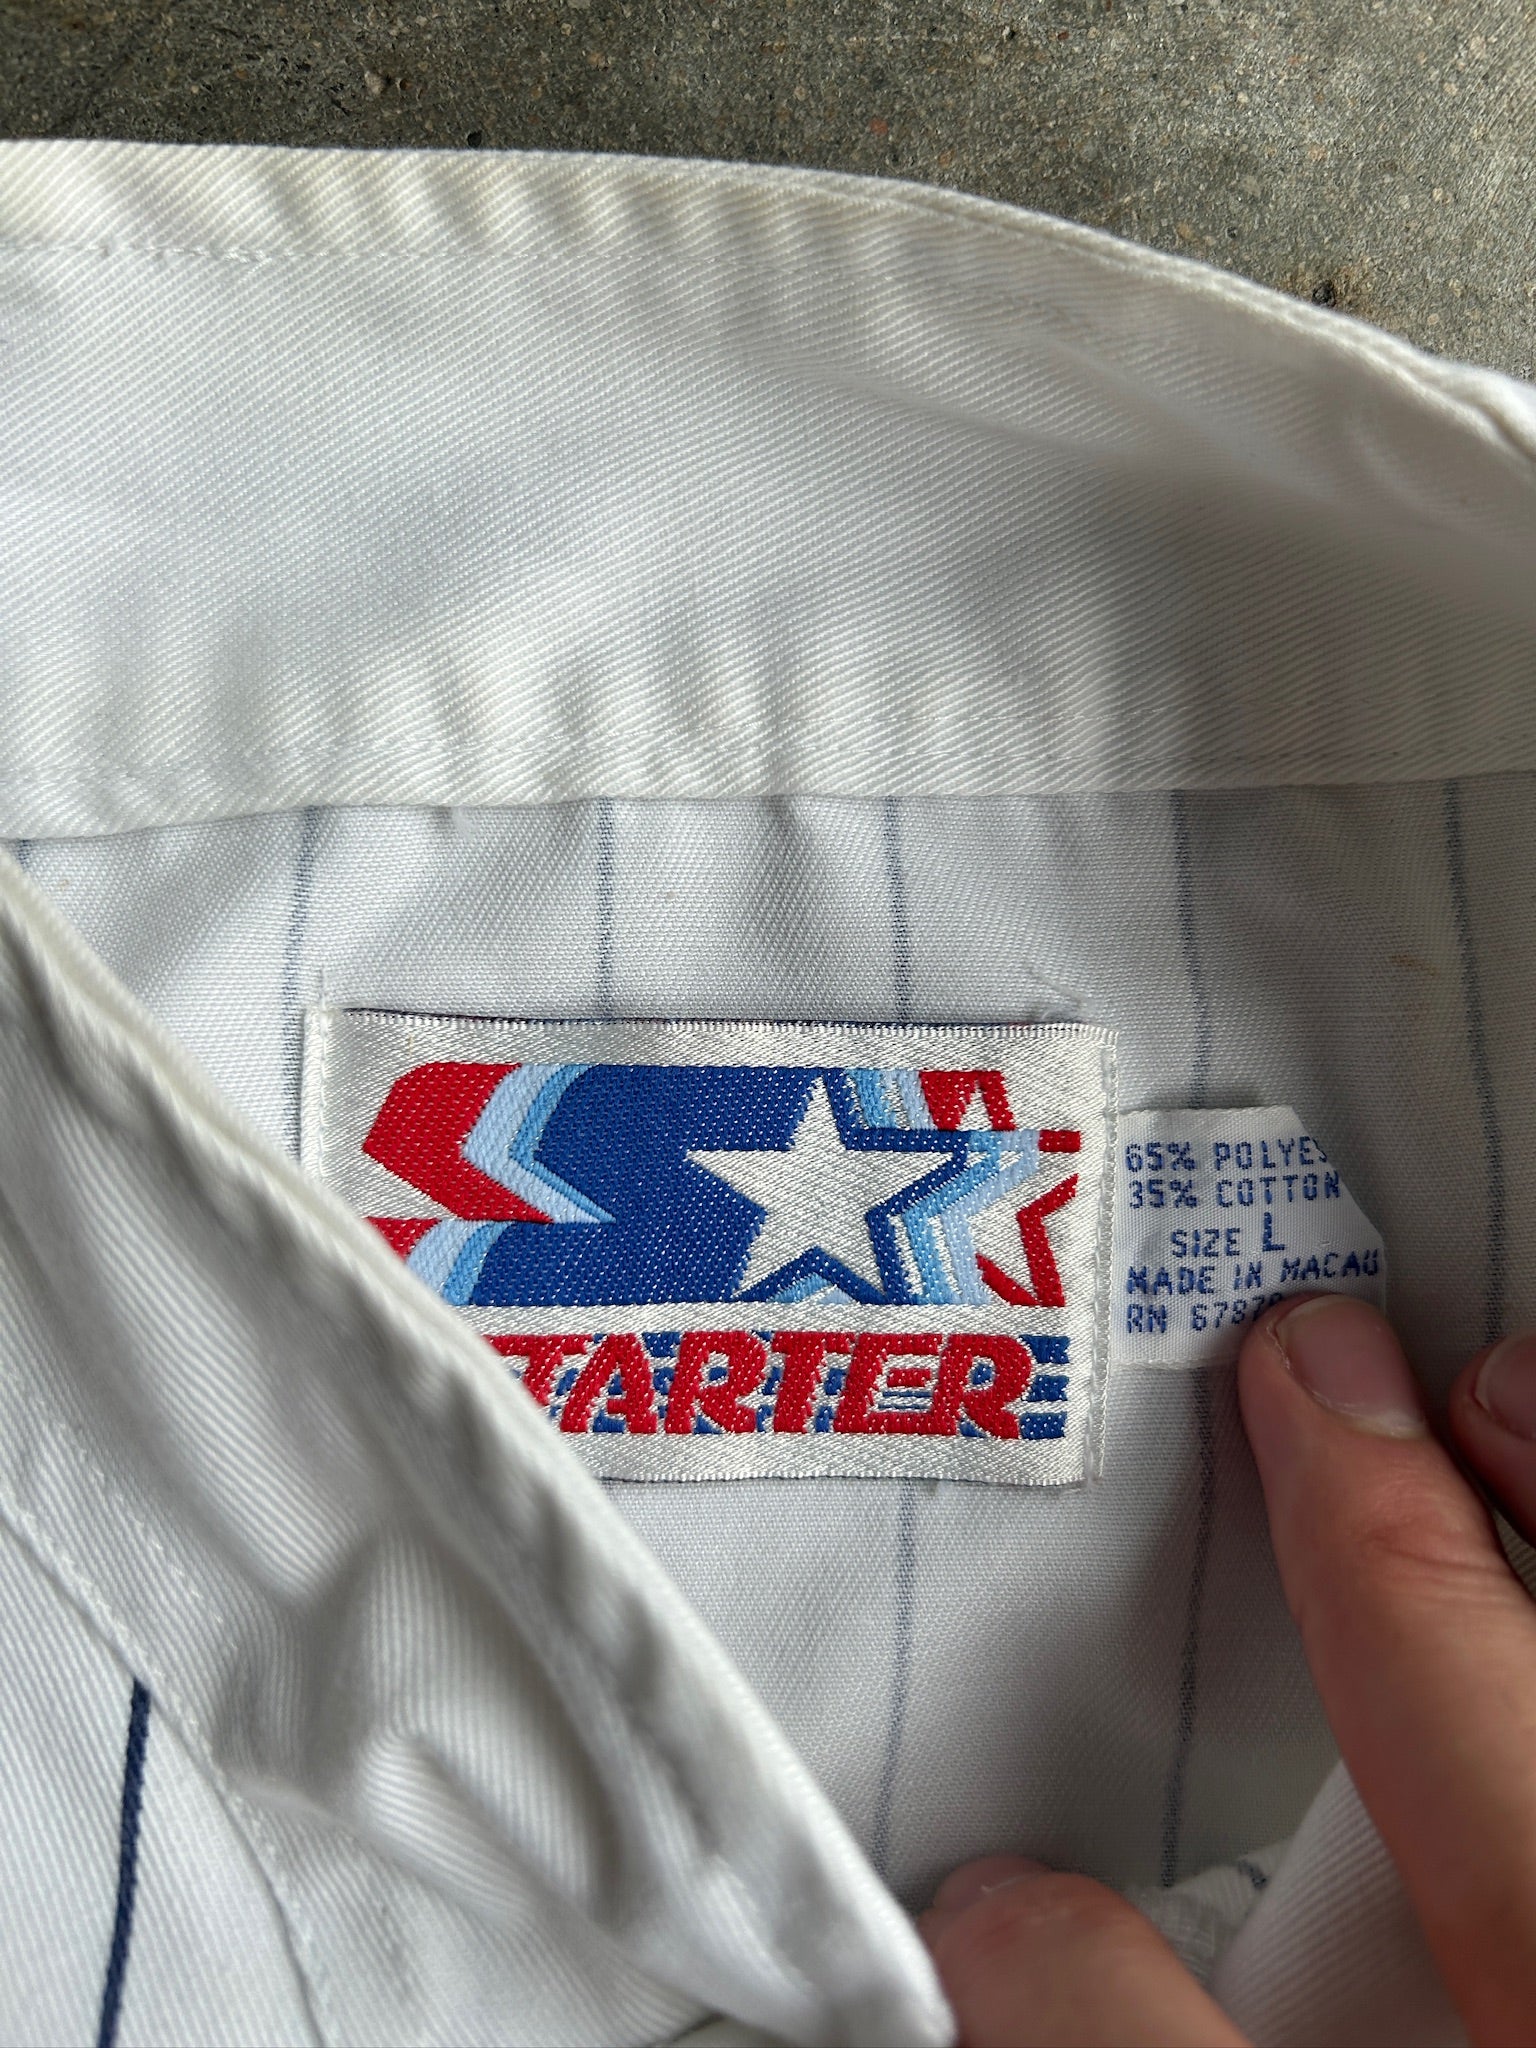 STARTER
65% POLYES
35% COTTON
SIZE L
MADE IN MACAU
RN 6787